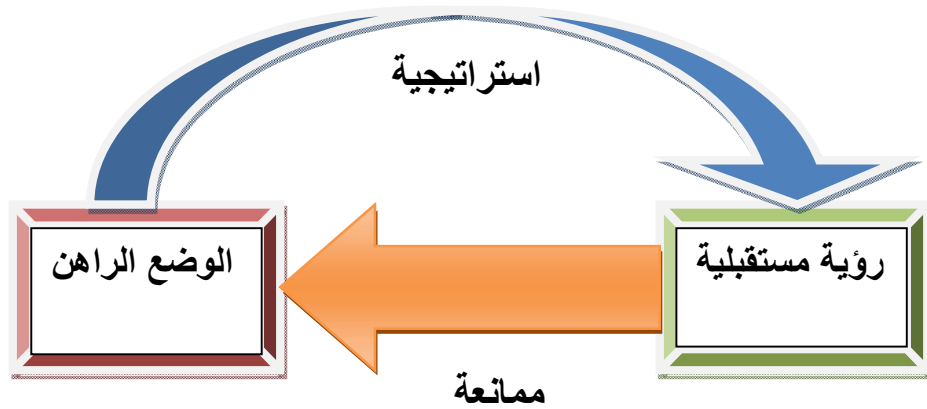 استراتيجية
رؤية مستقبلية
الوضع الراهن
ممانعة